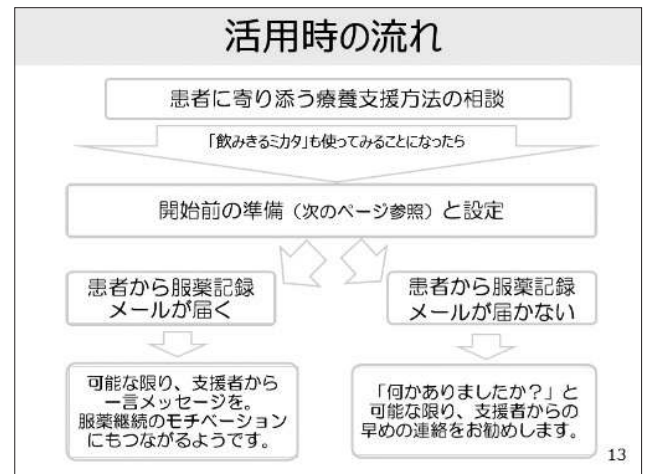 活用時の流れ
患者に寄り添う療養支援方法の相談
「飲みきるミカタ」も使ってみることになったら
開始前の準備（次のページ参照）と設定
患者から服薬記録
メールが届く
患者から服薬記録
メールが届かない
可能な限り、支援者から
一言メッセージを。
服薬継続のモチベーション
にもつながるようです。
「何かありましたか？」と
可能な限り、支援者からの
早めの連絡をお勧めします。
13